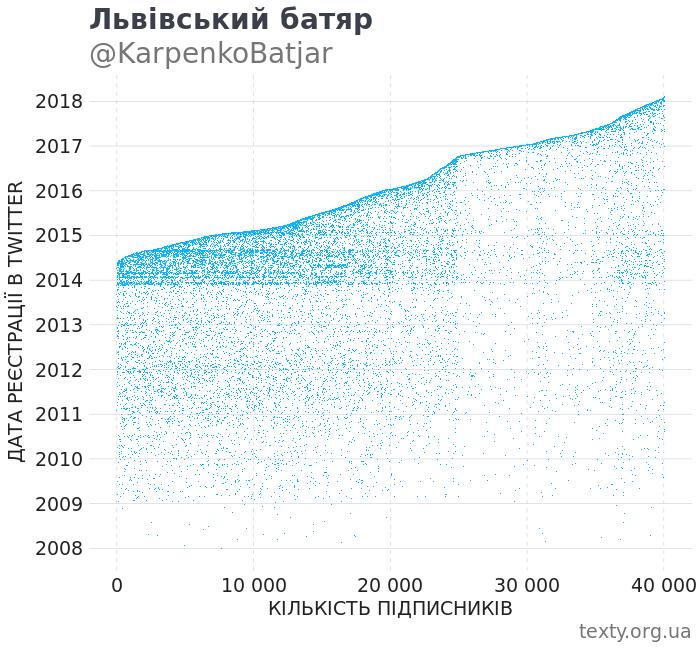 Львівський батяр
@KarpenkoBatjar
ДАТА РЕЄСТРАЦІЇ В TWITTER
2018
2017
2016
2015
2014
2013
2012
2011
2010
2009
2008
0 10 000 20 000 30 000 40 000
КІЛЬКІСТЬ ПІДПИСНИКІВ
texty.org.ua